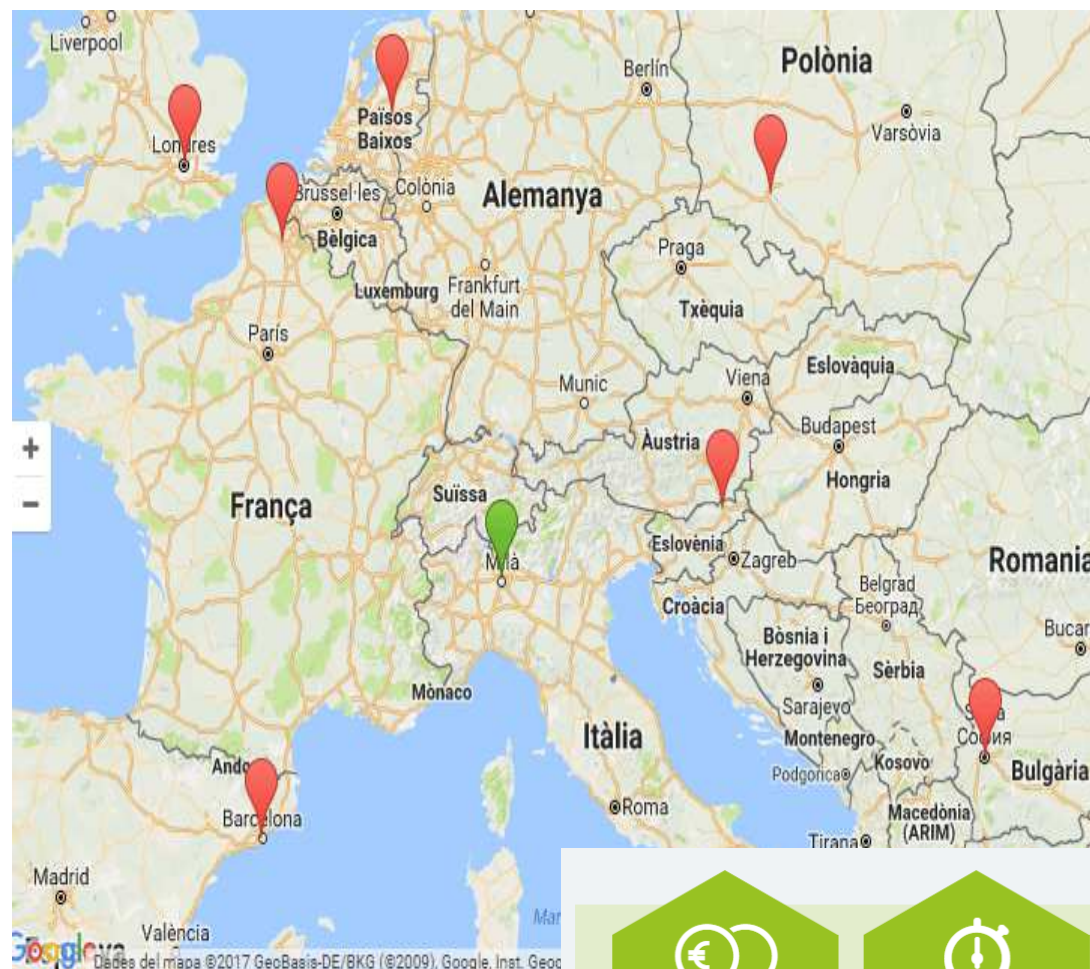 Liverpool
Londres
Països
Baixos
Berlín
Polònia
Varsòvia
Brussel·les
Colònia
Alemanya
Bèlgica
Luxemburg
Frankfurt
del Main
Praga
Txèquia
París
Munic
Viena
Eslovàquia
Budapest
Àustria
Hongria
+
−
França
Suïssa
Milà
Eslovènia
Zagreb
Romania
Croàcia
Belgrad
Београд
Bòsnia i
Herzegovina
Sèrbia
Mònaco
Sarajevo
Itàlia
Montenegro
Podgorica
Kosovo
София
Bulgària
Barcelona
Roma
Macedònia
(ARIM)
Tirana
Madrid
València
Google
Dades del mapa ©2017 GeoBasis-DE/BKG (©2009), Google, Inst. Geoc
€